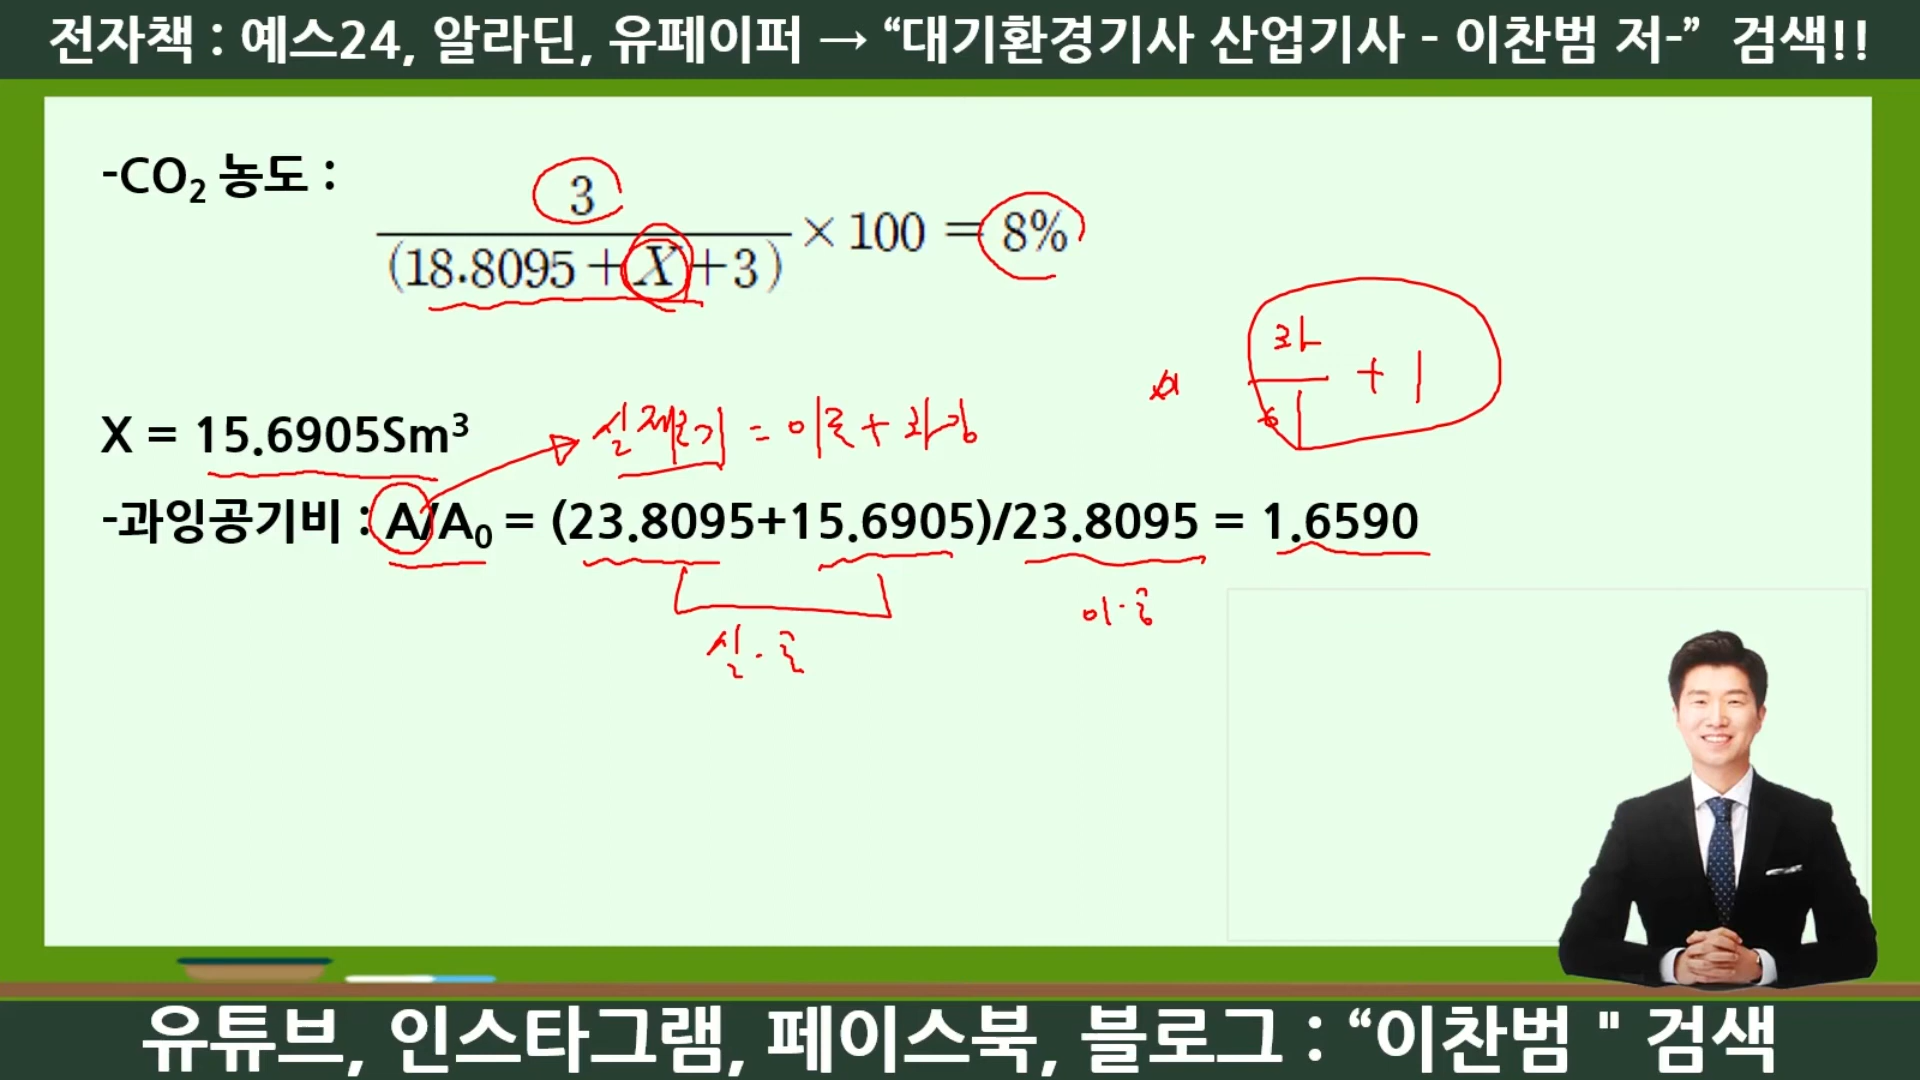 전자책 : 예스24, 알라딘, 유페이퍼 → “대기환경기사 산업기사 - 이찬범 저-” 검색!!
-CO₂ 농도 :
3
(18.8095+X+3) ×100 = 8%
과
이 + 1
X = 15.6905Sm³
= 이론 + 과잉
-과잉공기비 : A/A₀ = (23.8095+15.6905)/23.8095 = 1.6590
실·공
이·공
유튜브, 인스타그램, 페이스북, 블로그 : “이찬범 " 검색